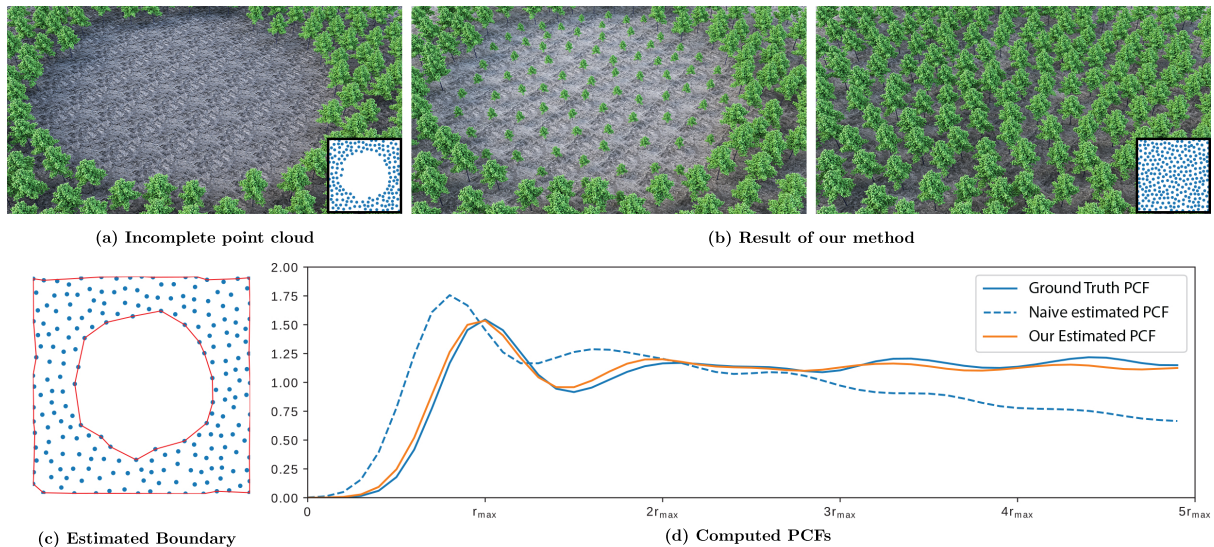 (a) Incomplete point cloud
(b) Result of our method
2.00
1.75
1.50
1.25
1.00
0.75
0.50
0.25
0.00
0
rmax
2rmax
3rmax
4rmax
5rmax
Ground Truth PCF
Naive estimated PCF
Our Estimated PCF
(c) Estimated Boundary
(d) Computed PCFs